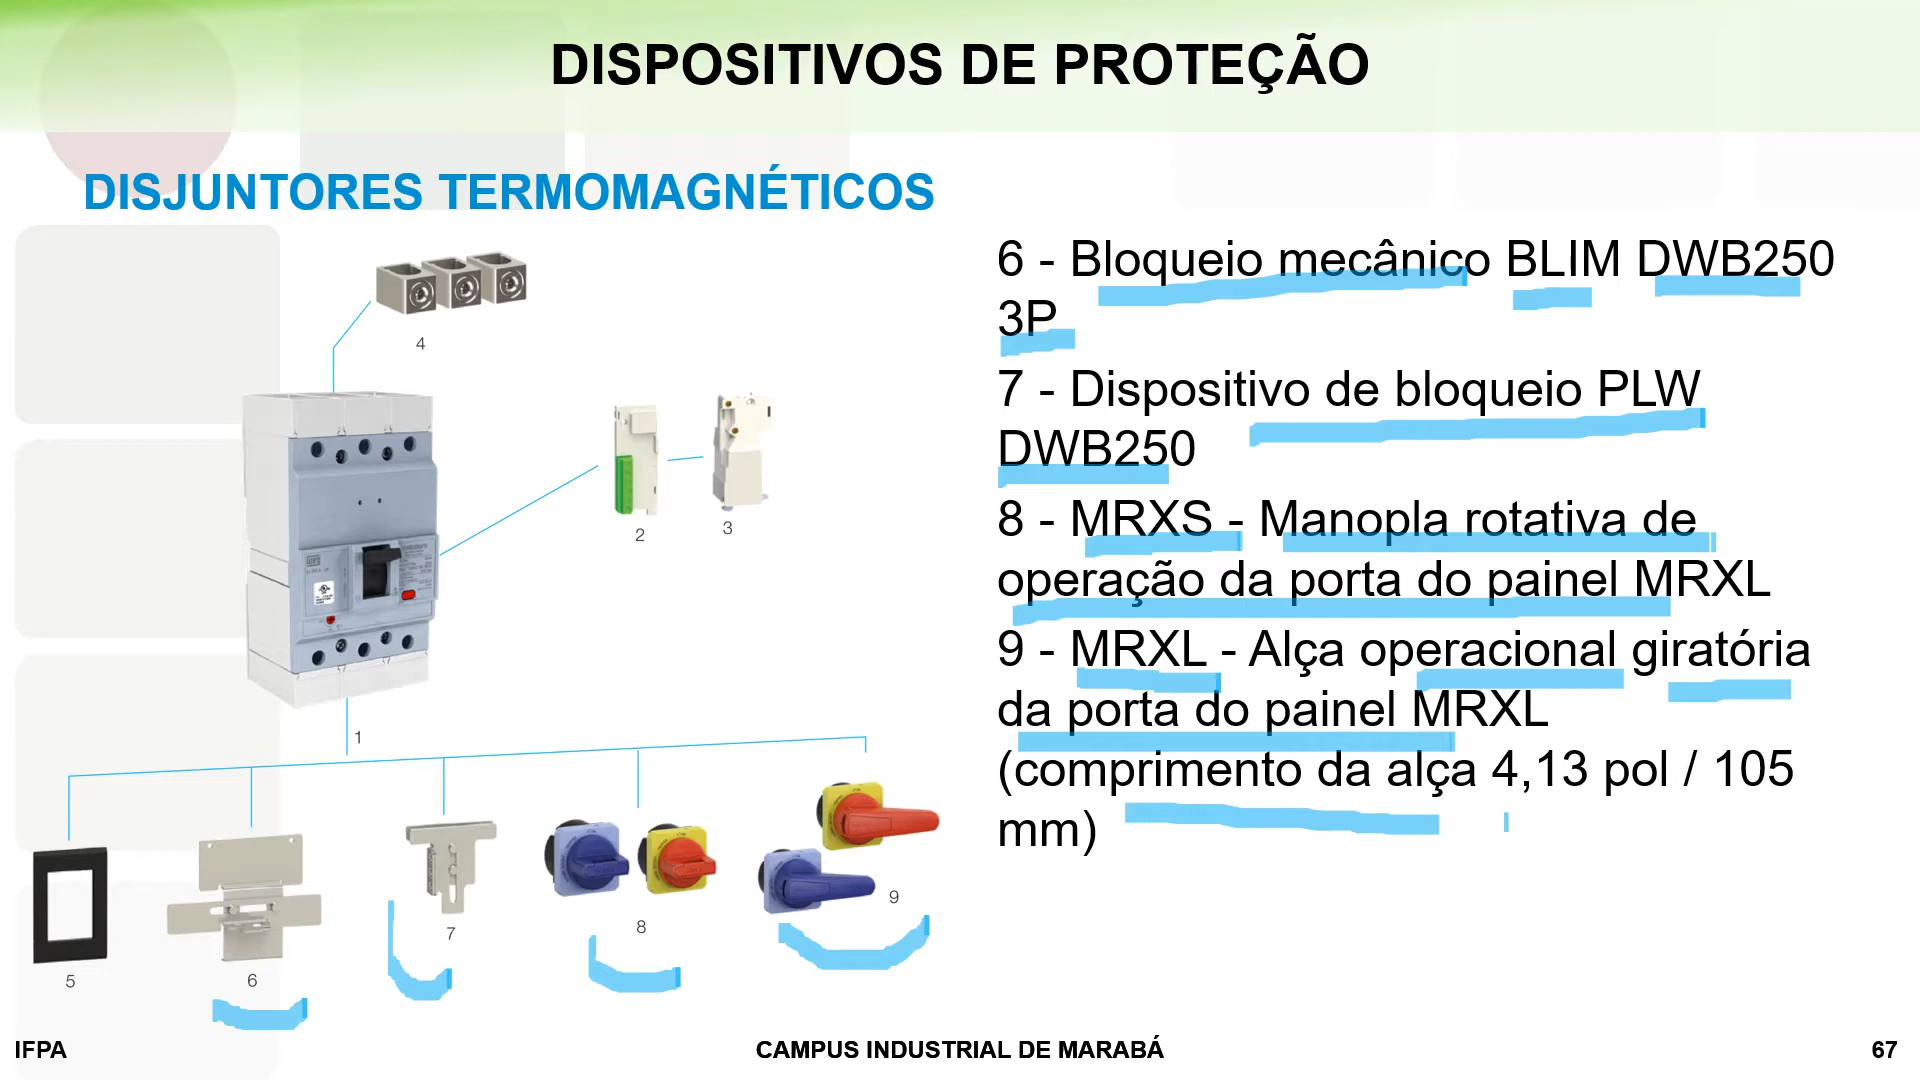 DISPOSITIVOS DE PROTEÇÃO
DISJUNTORES TERMOMAGNÉTICOS
6 - Bloqueio mecânico BLIM DWB250
3P
7 - Dispositivo de bloqueio PLW
DWB250
8 - MRXS - Manopla rotativa de
operação da porta do painel MRXL
9 - MRXL - Alça operacional giratória
da porta do painel MRXL
(comprimento da alça 4,13 pol / 105
mm)
4
2
3
1
5
6
7
8
9
IFPA
CAMPUS INDUSTRIAL DE MARABÁ
67